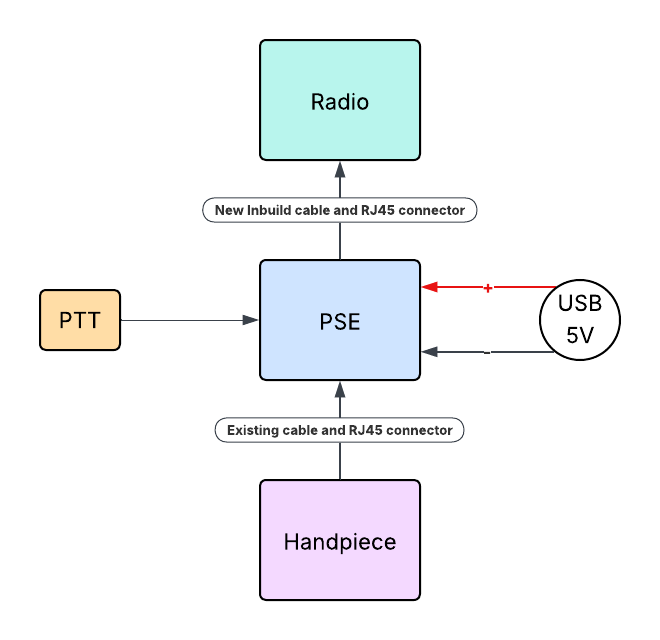 Radio
New Inbuild cable and RJ45 connector
PTT
PSE
+
USB
5V
-
Existing cable and RJ45 connector
Handpiece